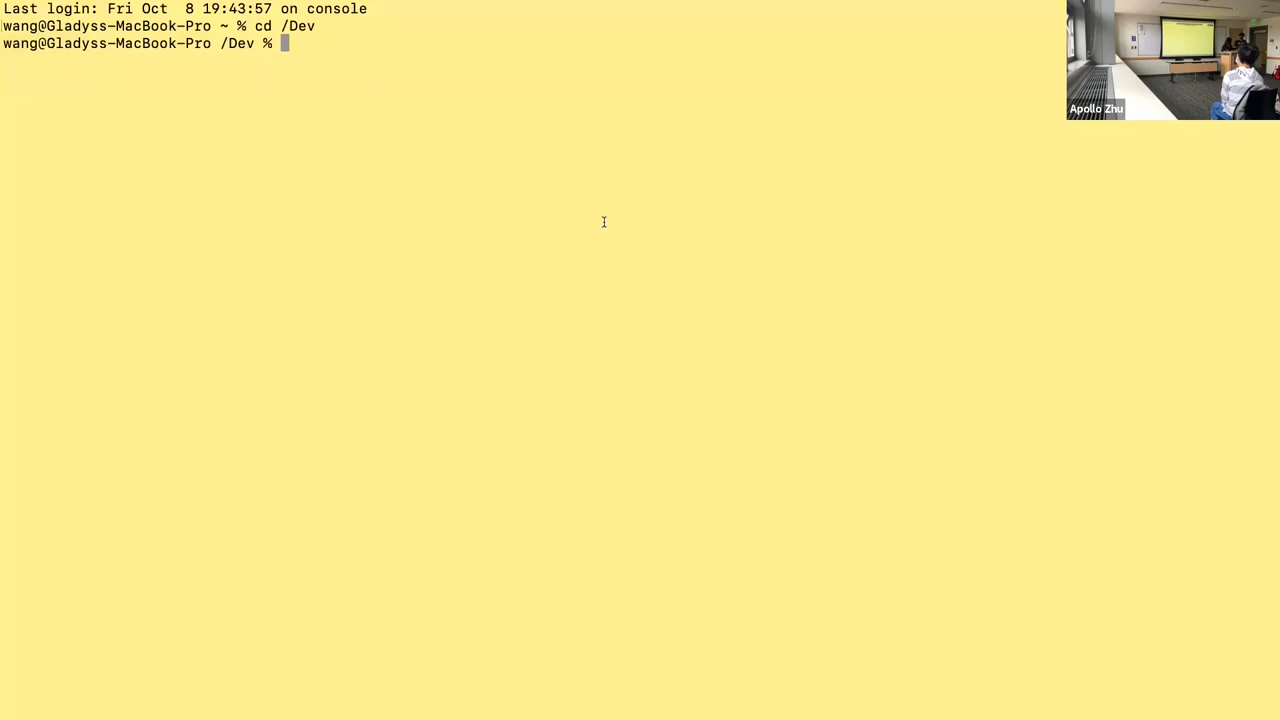 Last login: Fri Oct  8 19:43:57 on console
wang@Gladyss-MacBook-Pro ~ % cd /Dev
wang@Gladyss-MacBook-Pro /Dev %
Apollo Zhu